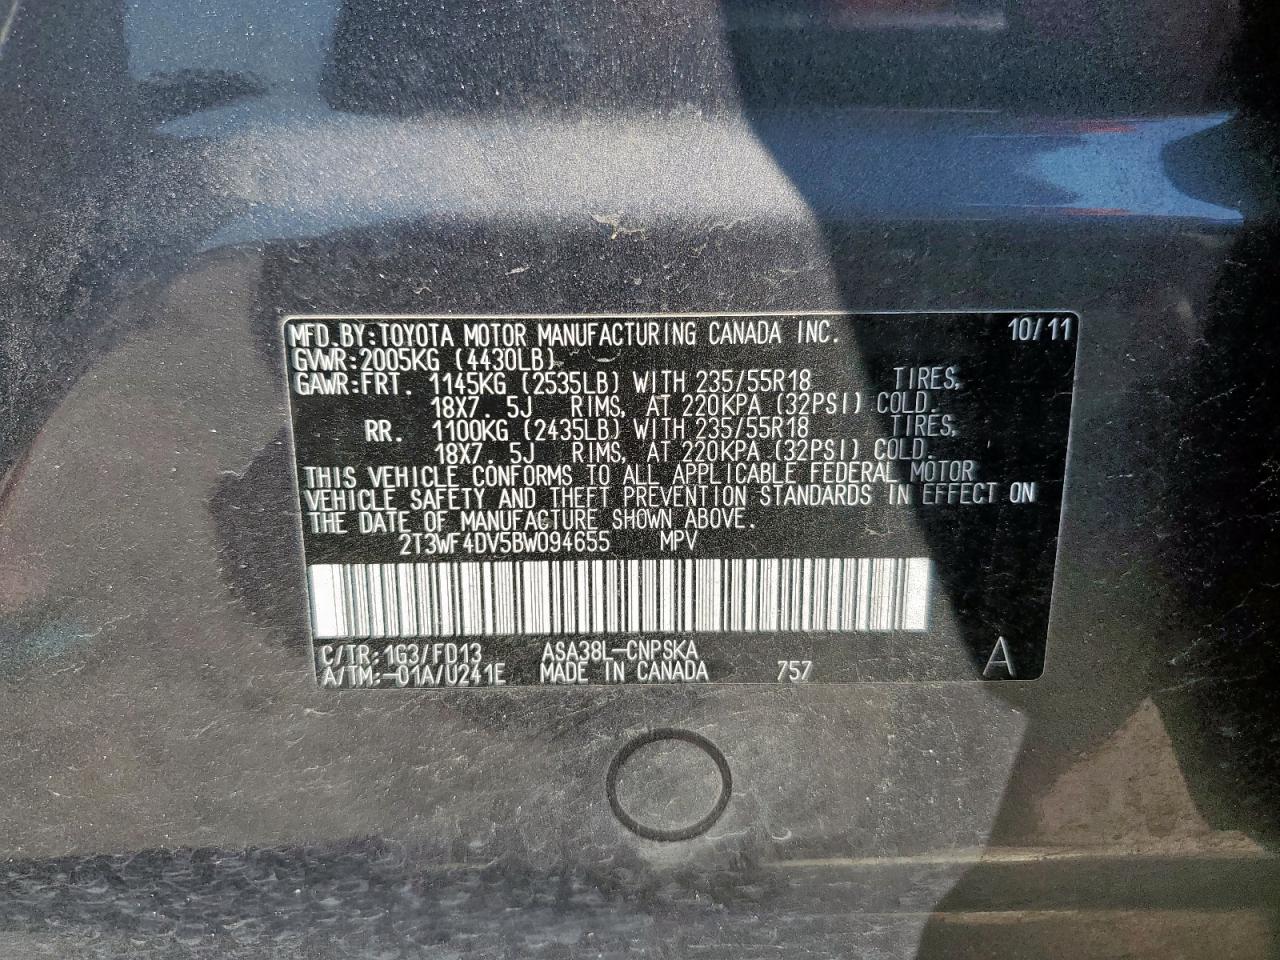 MFD.BY:TOYOTA MOTOR MANUFACTURING CANADA INC. 10/11
GVWR:2005KG (4430LB)
GAWR:FRT. 1145KG (2535LB) WITH 235/55R18 TIRES,
18X7.5J RIMS, AT 220KPA (32PSI) COLD.
RR. 1100KG (2435LB) WITH 235/55R18 TIRES,
18X7.5J RIMS, AT 220KPA (32PSI) COLD.
THIS VEHICLE CONFORMS TO ALL APPLICABLE FEDERAL MOTOR
VEHICLE SAFETY AND THEFT PREVENTION STANDARDS IN EFFECT ON
THE DATE OF MANUFACTURE SHOWN ABOVE.
2T3WF4DV5BW094655 MPV
C/TR:1G3/FD13 ASA38L-CNPSKA
A/TM:-01A/U241E MADE IN CANADA 757 A